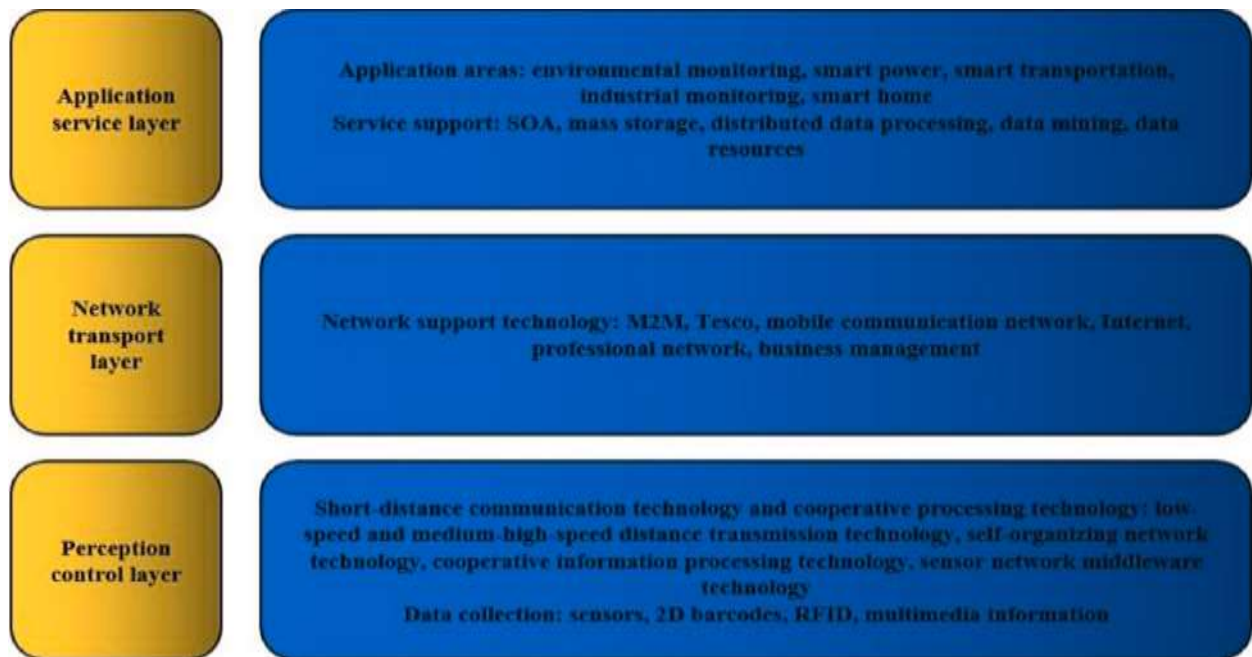 Application
service layer
Application areas: environmental monitoring, smart power, smart transportation,
industrial monitoring, smart home
Service support: SOA, mass storage, distributed data processing, data mining, data
resources
Network
transport
layer
Network support technology: M2M, Tesco, mobile communication network, Internet,
professional network, business management
Perception
control layer
Short-distance communication technology and cooperative processing technology: low-
speed and medium-high-speed distance transmission technology, self-organizing network
technology, cooperative information processing technology, sensor network middleware
technology
Data collection: sensors, 2D barcodes, RFID, multimedia information